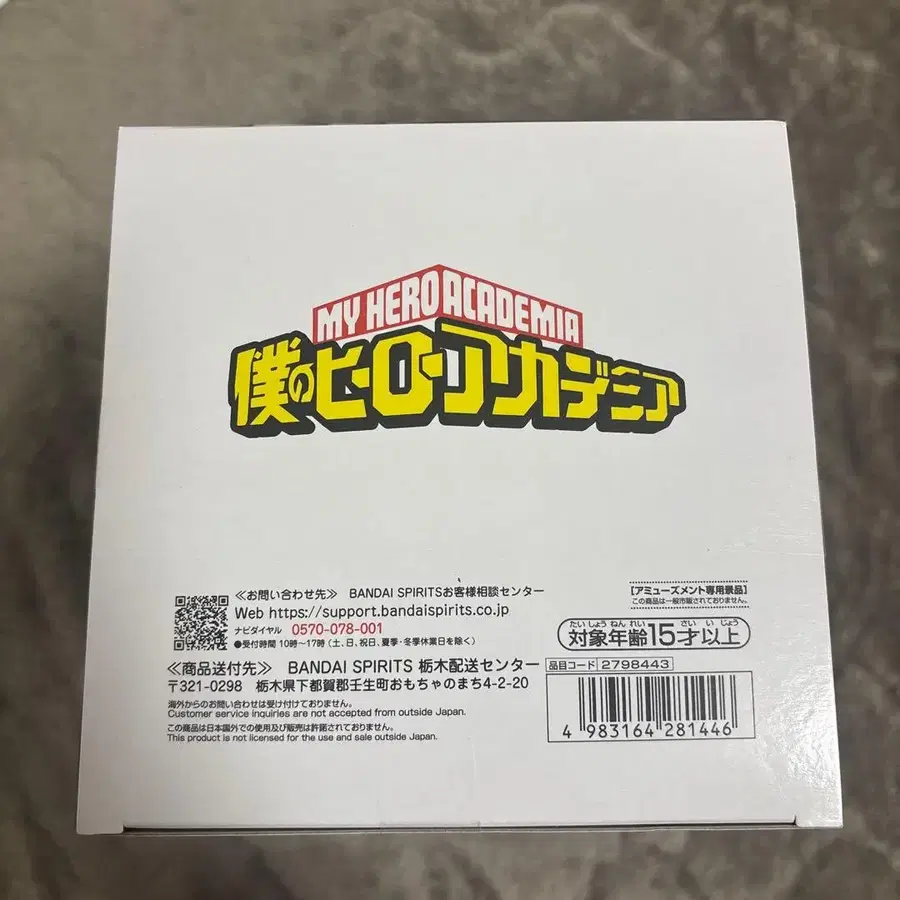 MY HERO ACADEMIA
僕のヒーローアカデミア
≪お問い合わせ先≫ BANDAI SPIRITSお客様相談センター
Web https://support.bandaispirits.co.jp
ナビダイヤル 0570-078-001
●受付時間 10時〜17時(土、日、祝日、夏季・冬季休業日を除く)
≪商品送付先≫ BANDAI SPIRITS 栃木配送センター
〒321-0298 栃木県下都賀郡壬生町おもちゃのまち4-2-20
海外からのお問い合わせは受け付けておりません。
Customer service inquiries are not accepted from outside Japan.
この商品は日本国外での使用及び販売は許諾しておりません。
This product is not licensed for the use and sale outside Japan.
[アミューズメント専用景品]
この商品は一般市販されておりません。
たい しょう ねん れい さい い じょう
対象年齢15才以上
品目コード 2798443
4 983164 281446